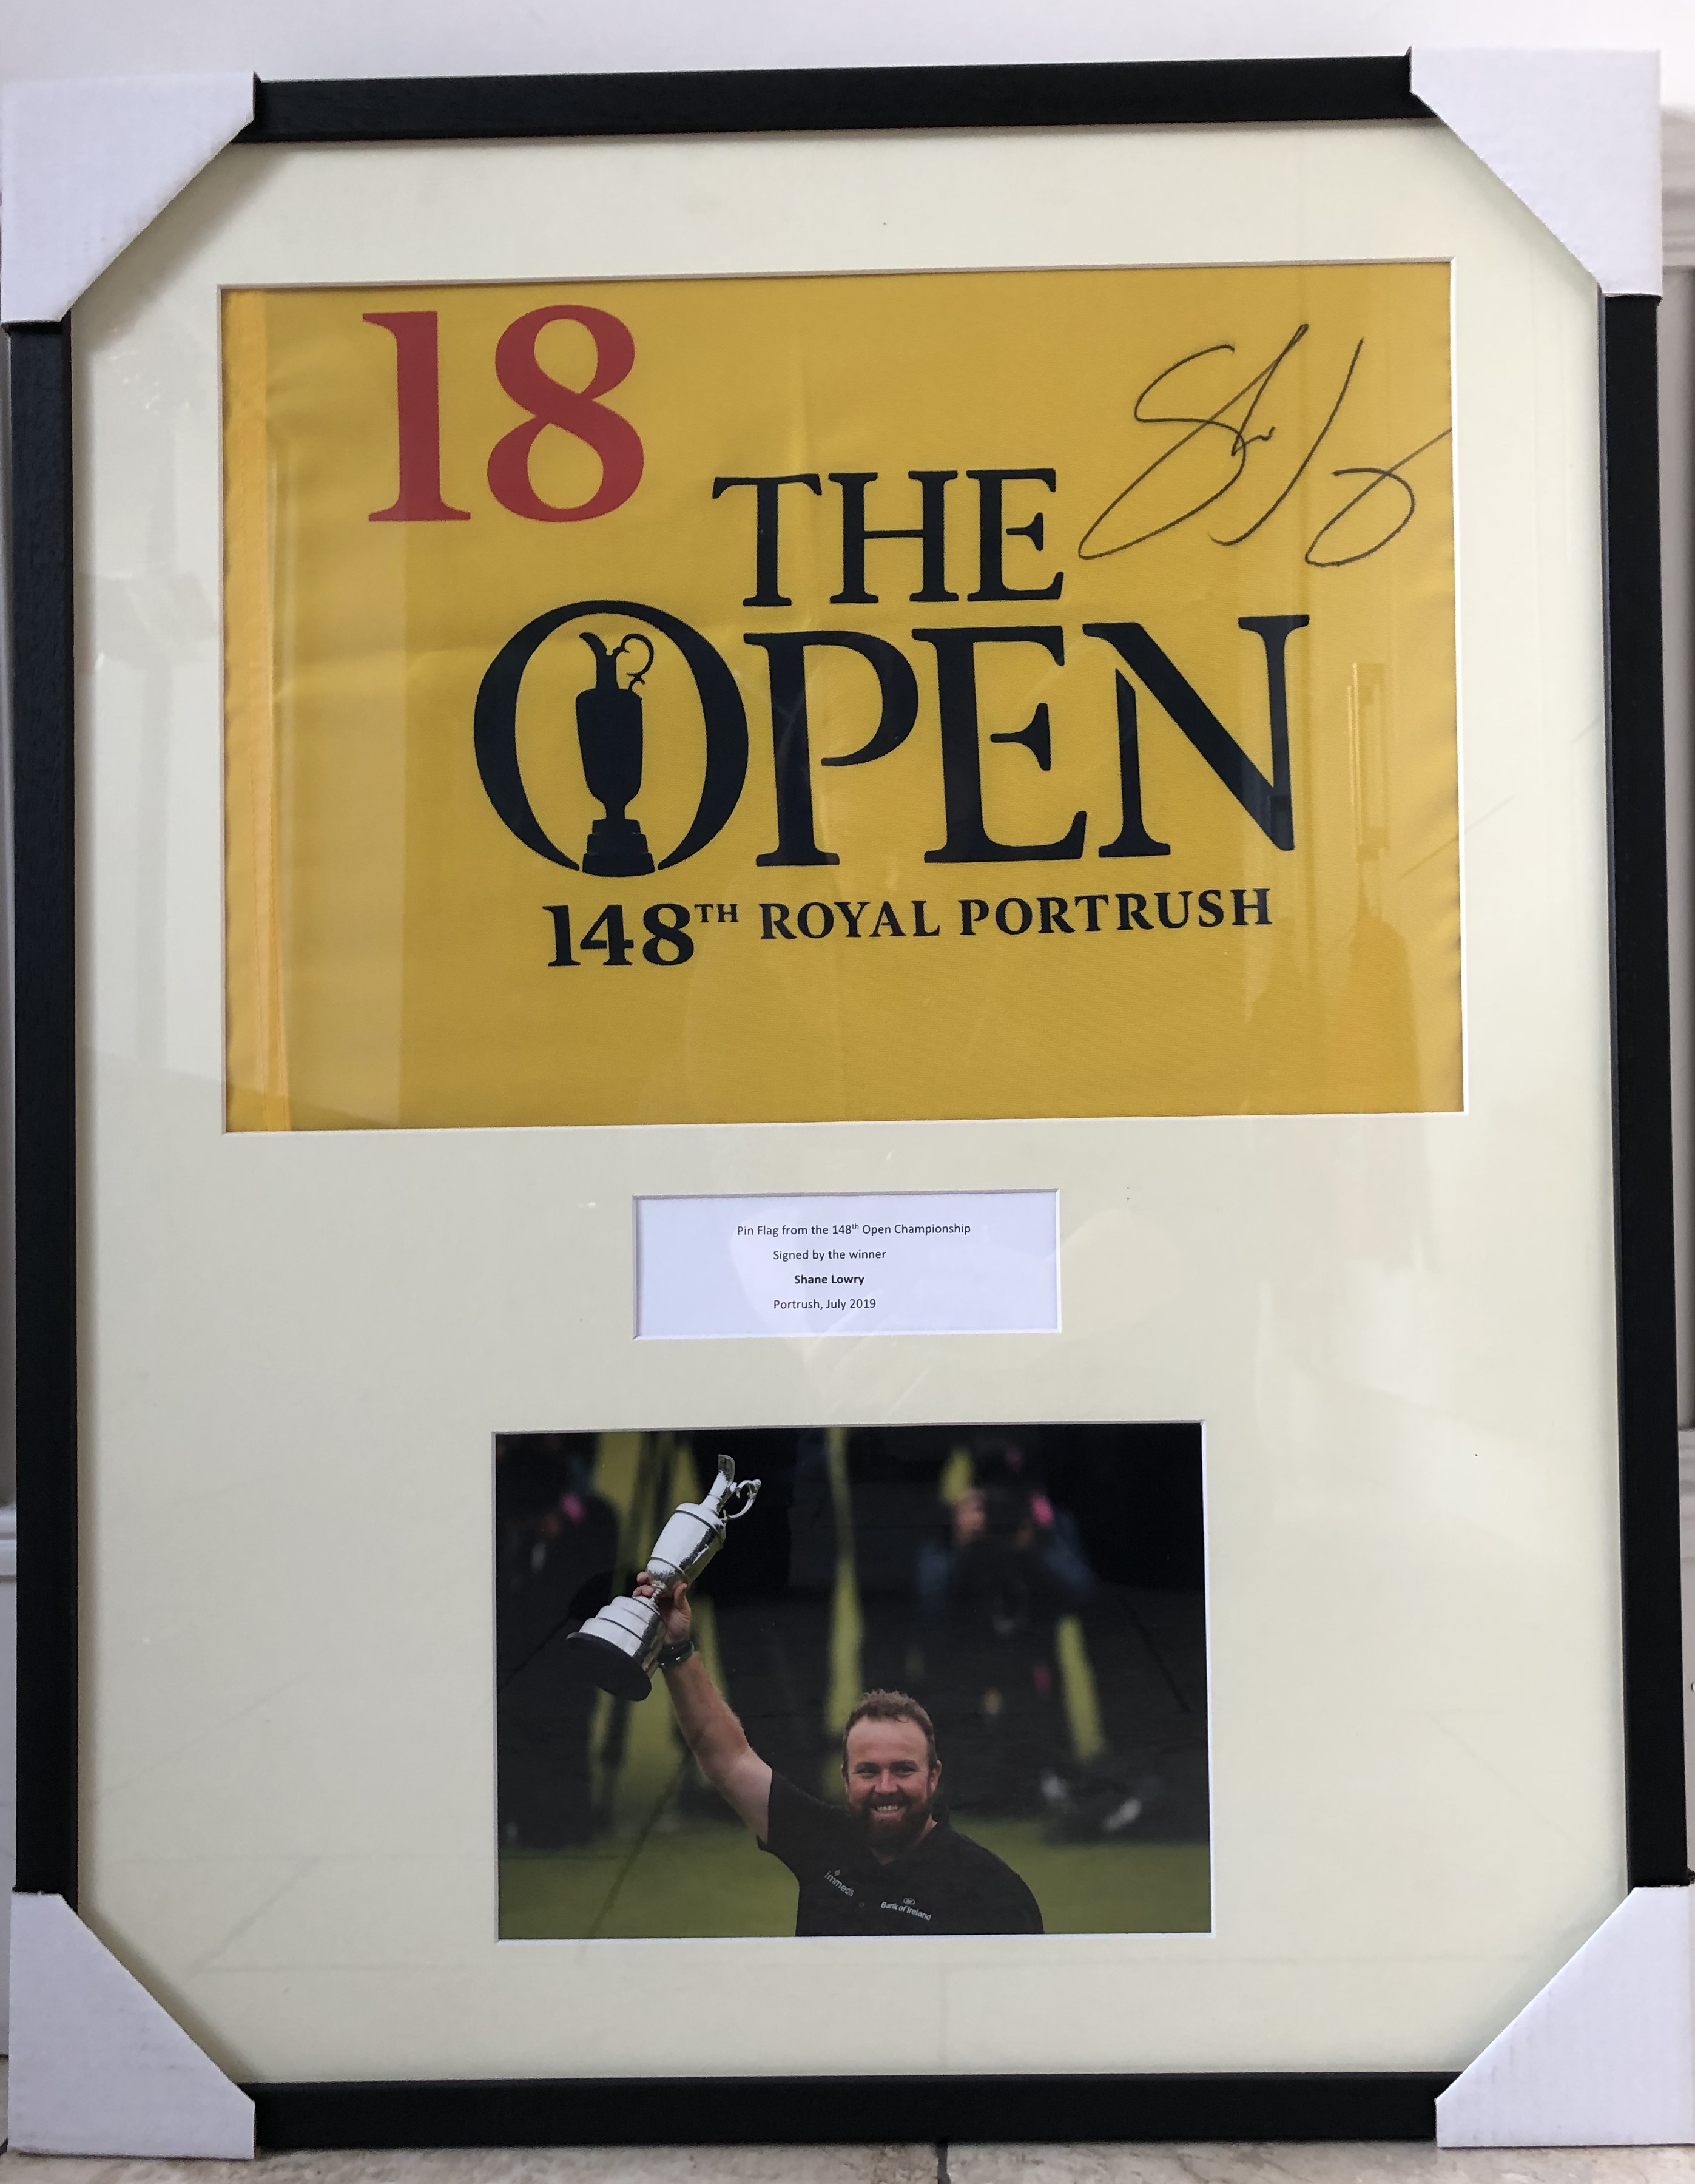 18
THE
OPEN
148TH ROYAL PORTRUSH
Pin Flag from the 148th Open Championship
Signed by the winner
Shane Lowry
Portrush, July 2019
immedis
Bank of Ireland